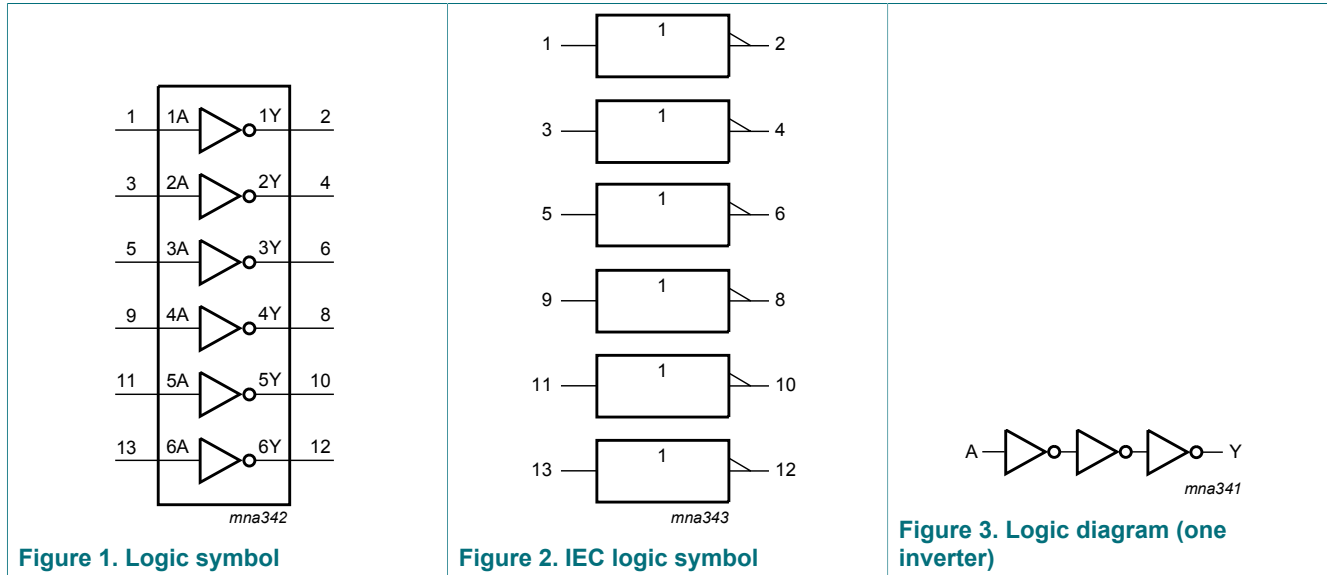 1 1A 1Y 2
3 2A 2Y 4
5 3A 3Y 6
9 4A 4Y 8
11 5A 5Y 10
13 6A 6Y 12
mna342
Figure 1. Logic symbol
1 1 2
3 1 4
5 1 6
9 1 8
11 1 10
13 1 12
mna343
Figure 2. IEC logic symbol
A Y
mna341
Figure 3. Logic diagram (one
inverter)